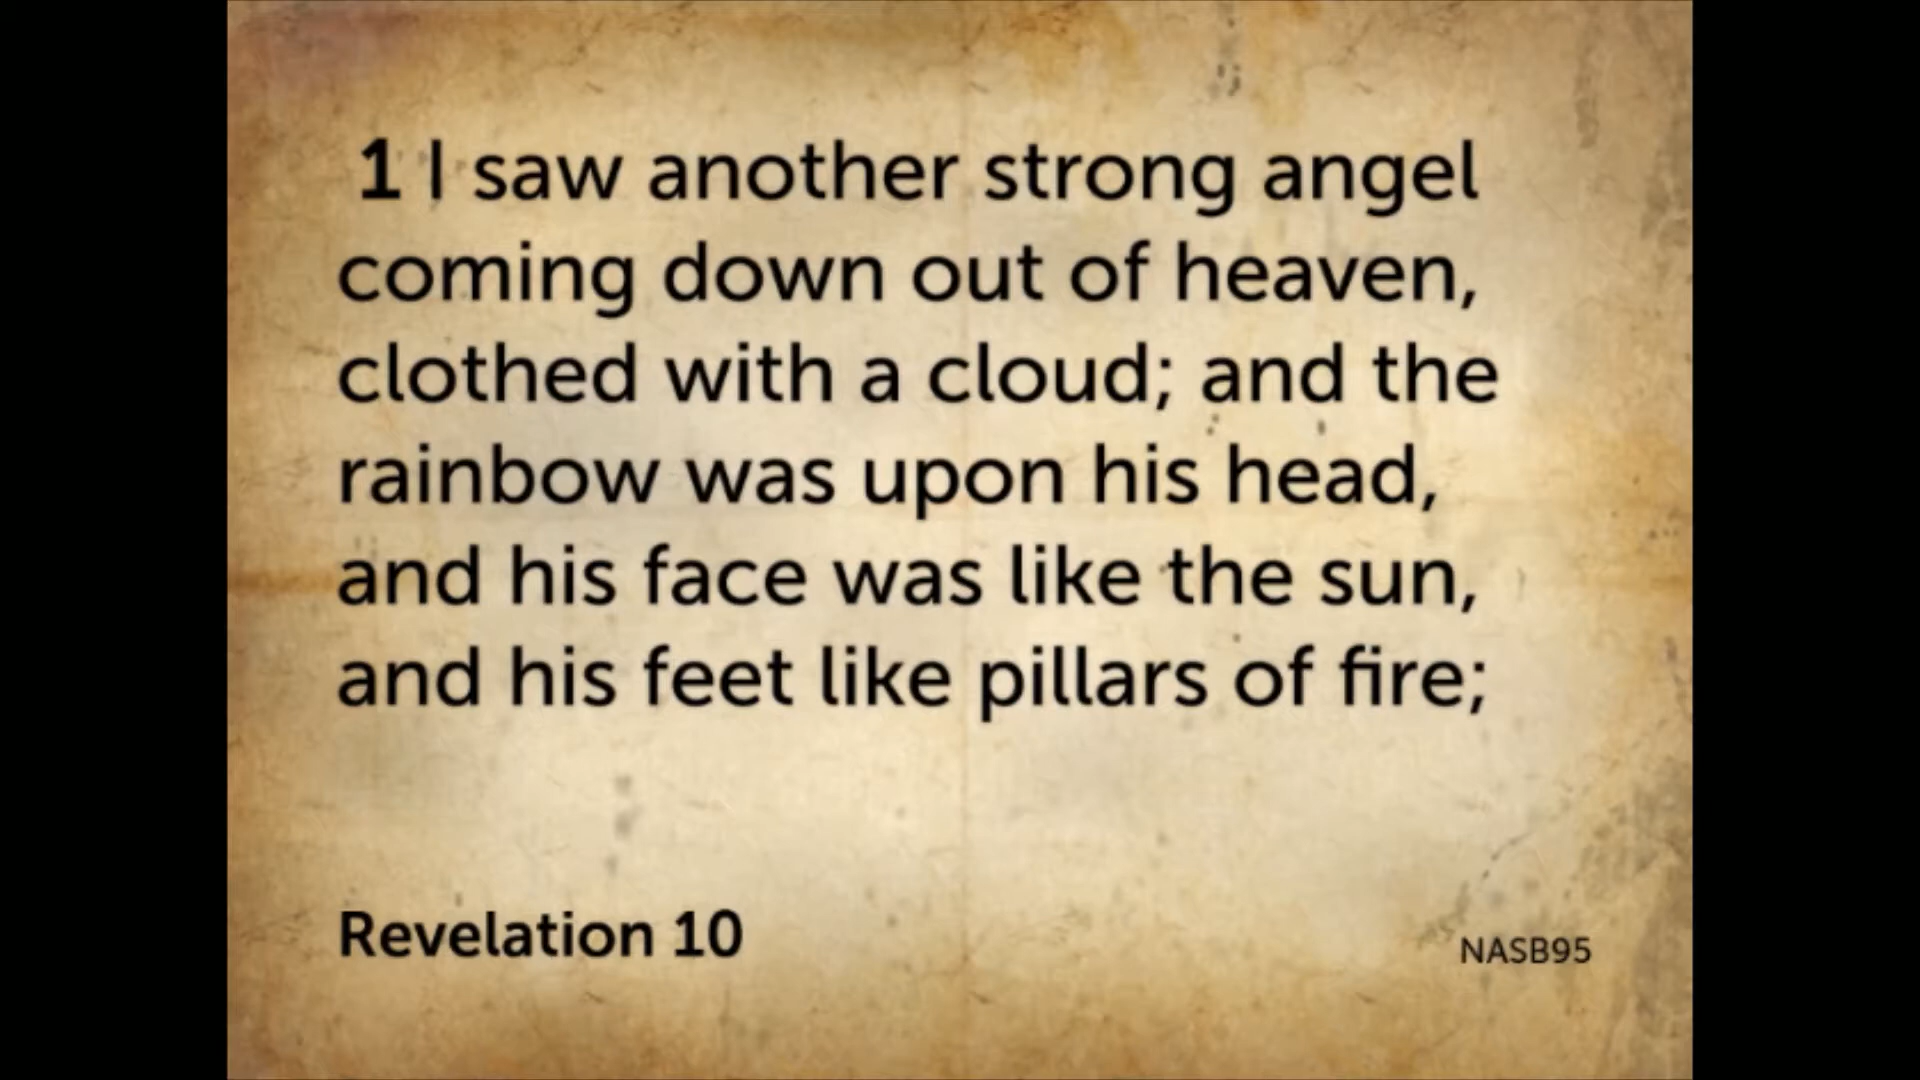 1 I saw another strong angel
coming down out of heaven,
clothed with a cloud; and the
rainbow was upon his head,
and his face was like the sun,
and his feet like pillars of fire;
Revelation 10
NASB95